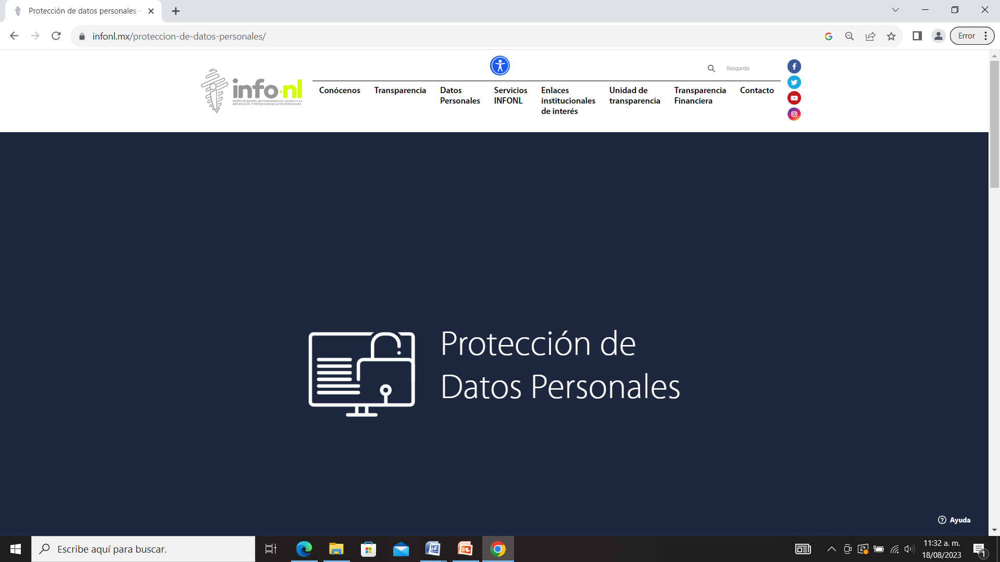 Protección de datos personales -
infonl.mx/proteccion-de-datos-personales/
Error
Búsqueda
info·nl
INSTITUTO ESTATAL DE TRANSPARENCIA, ACCESO A LA
INFORMACIÓN Y PROTECCIÓN DE DATOS PERSONALES
Conócenos
Transparencia
Datos
Personales
Servicios
INFONL
Enlaces
institucionales
de interés
Unidad de
transparencia
Transparencia
Financiera
Contacto
Protección de
Datos Personales
Ayuda
Escribe aquí para buscar.
11:32 a. m.
18/08/2023
1